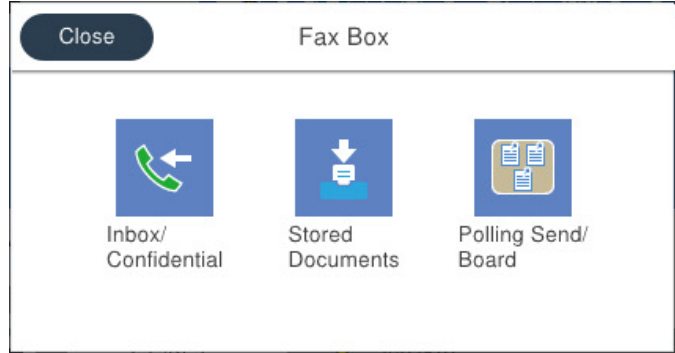 Close
Fax Box
Inbox/
Confidential
Stored
Documents
Polling Send/
Board